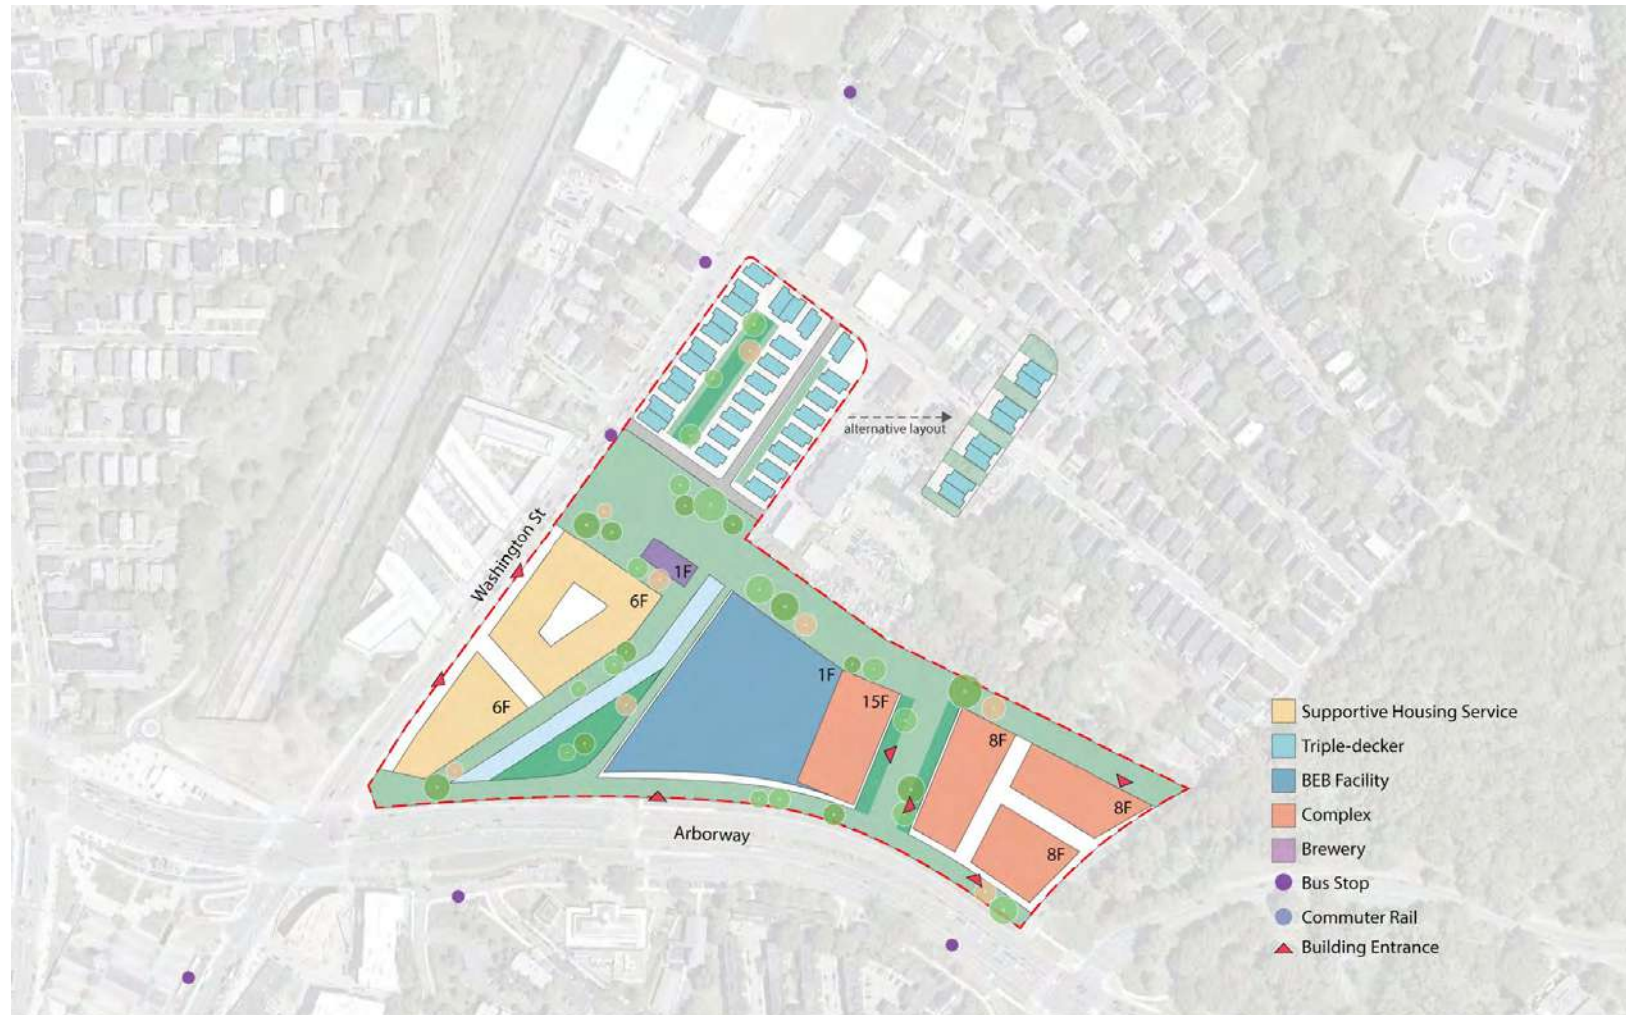 alternative layout
Washington St
1F
6F
6F
1F
15F
8F
8F
8F
Arborway
Supportive Housing Service
Triple-decker
BEB Facility
Complex
Brewery
Bus Stop
Commuter Rail
Building Entrance